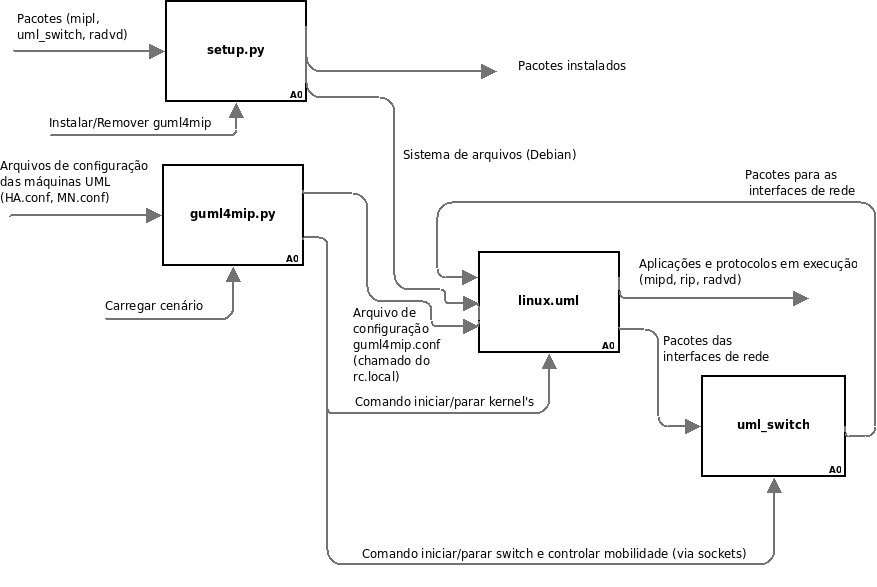 Pacotes (mipl,
uml_switch, radvd)
setup.py
A0
Pacotes instalados
Instalar/Remover guml4mip
Sistema de arquivos (Debian)
Arquivos de configuração
das máquinas UML
(HA.conf, MN.conf)
guml4mip.py
A0
Carregar cenário
Pacotes para as
interfaces de rede
linux.uml
A0
Aplicações e protocolos em execução
(mipd, rip, radvd)
Arquivo de
configuração
guml4mip.conf
(chamado do
rc.local)
Pacotes das
interfaces de rede
Comando iniciar/parar kernel's
uml_switch
A0
Comando iniciar/parar switch e controlar mobilidade (via sockets)